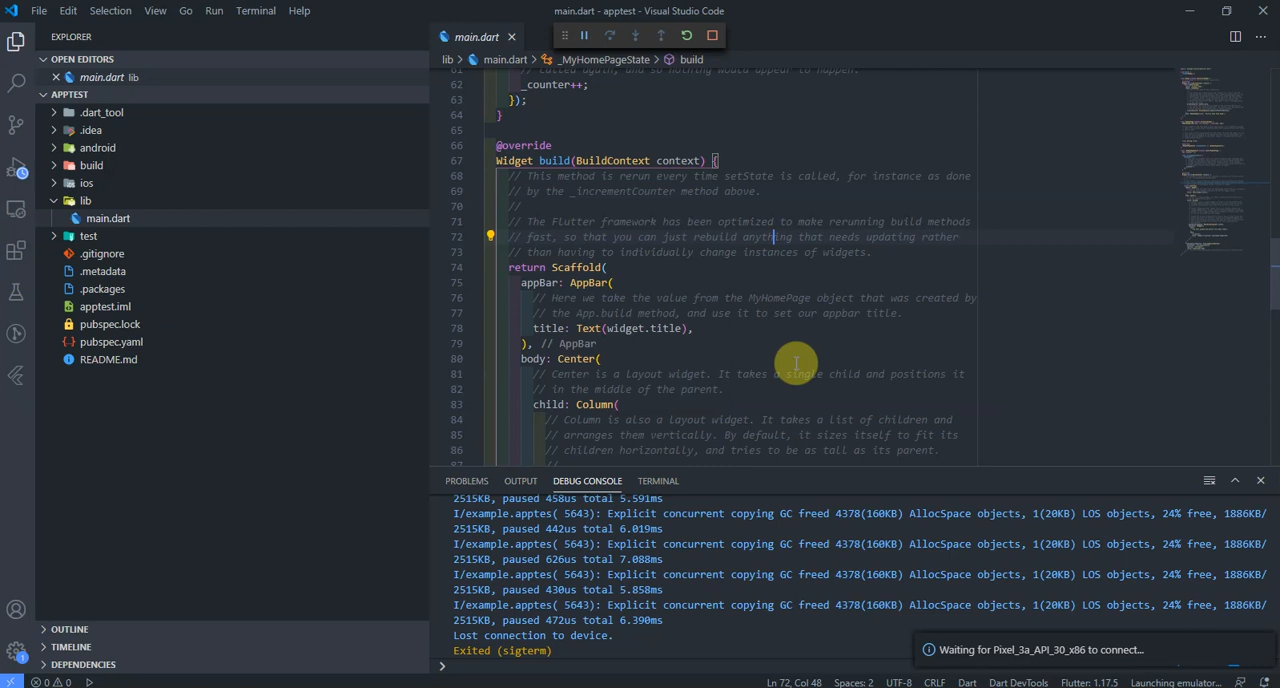 File Edit Selection View Go Run Terminal Help
main.dart - apptest - Visual Studio Code
EXPLORER
OPEN EDITORS
main.dart lib
APPTEST
.dart_tool
.idea
android
build
ios
lib
main.dart
test
.gitignore
.metadata
.packages
apptest.iml
pubspec.lock
pubspec.yaml
README.md
OUTLINE
TIMELINE
DEPENDENCIES
main.dart
lib > main.dart > _MyHomePageState > build
61 // called again, and so nothing would appear to happen.
62 _counter++;
63 });
64 }
65
66 @override
67 Widget build(BuildContext context) {
68 // This method is rerun every time setState is called, for instance as done
69 // by the _incrementCounter method above.
70 //
71 // The Flutter framework has been optimized to make rerunning build methods
72 // fast, so that you can just rebuild anything that needs updating rather
73 // than having to individually change instances of widgets.
74 return Scaffold(
75 appBar: AppBar(
76 // Here we take the value from the MyHomePage object that was created by
77 // the App.build method, and use it to set our appbar title.
78 title: Text(widget.title),
79 ), // AppBar
80 body: Center(
81 // Center is a layout widget. It takes a single child and positions it
82 // in the middle of the parent.
83 child: Column(
84 // Column is also a layout widget. It takes a list of children and
85 // arranges them vertically. By default, it sizes itself to fit its
86 // children horizontally, and tries to be as tall as its parent.
87 //
PROBLEMS OUTPUT DEBUG CONSOLE TERMINAL
2515KB, paused 458us total 5.591ms
I/example.apptes( 5643): Explicit concurrent copying GC freed 4378(160KB) AllocSpace objects, 1(20KB) LOS objects, 24% free, 1886KB/
2515KB, paused 442us total 6.019ms
I/example.apptes( 5643): Explicit concurrent copying GC freed 4378(160KB) AllocSpace objects, 1(20KB) LOS objects, 24% free, 1886KB/
2515KB, paused 626us total 7.088ms
I/example.apptes( 5643): Explicit concurrent copying GC freed 4378(160KB) AllocSpace objects, 1(20KB) LOS objects, 24% free, 1886KB/
2515KB, paused 430us total 5.858ms
I/example.apptes( 5643): Explicit concurrent copying GC freed 4378(160KB) AllocSpace objects, 1(20KB) LOS objects, 24% free, 1886KB/
2515KB, paused 472us total 6.390ms
Lost connection to device.
Exited (sigterm)
Waiting for Pixel_3a_API_30_x86 to connect...
1
0 0
Ln 72, Col 48 Spaces: 2 UTF-8 CRLF Dart Dart DevTools Flutter: 1.17.5 Launching emulator...